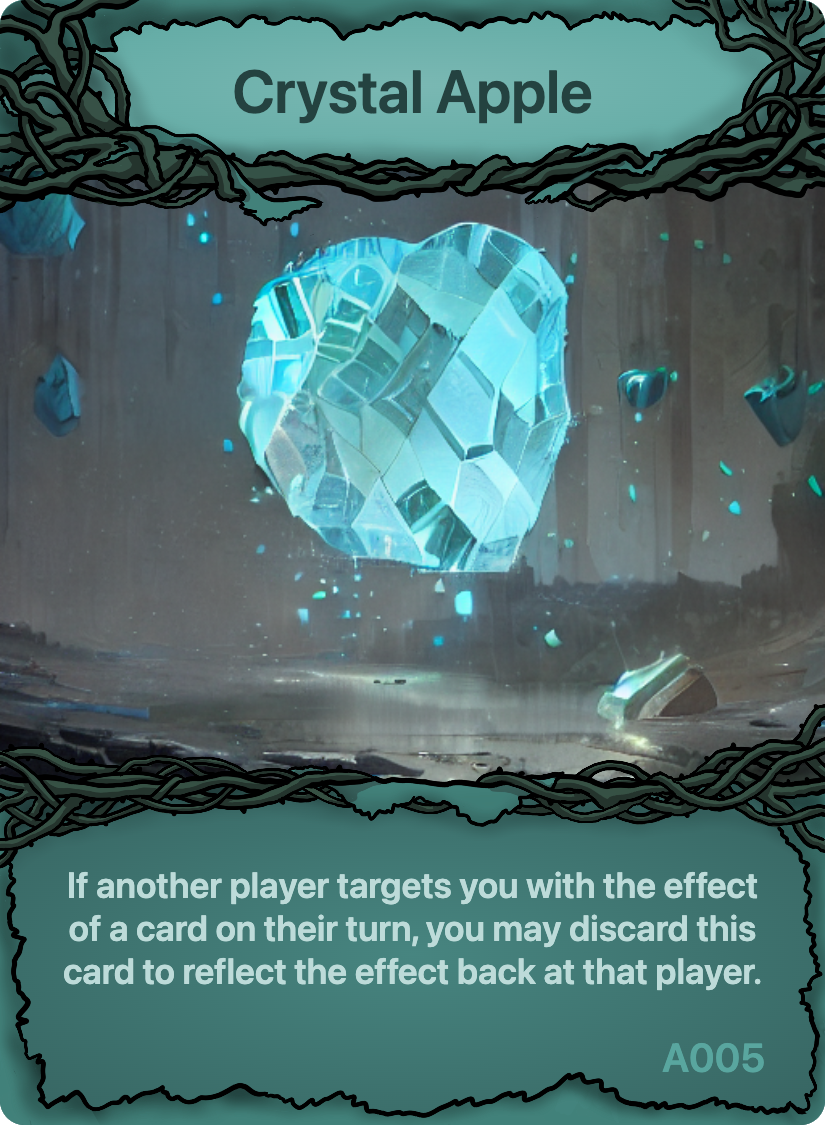 Crystal Apple
If another player targets you with the effect
of a card on their turn, you may discard this
card to reflect the effect back at that player.
A005